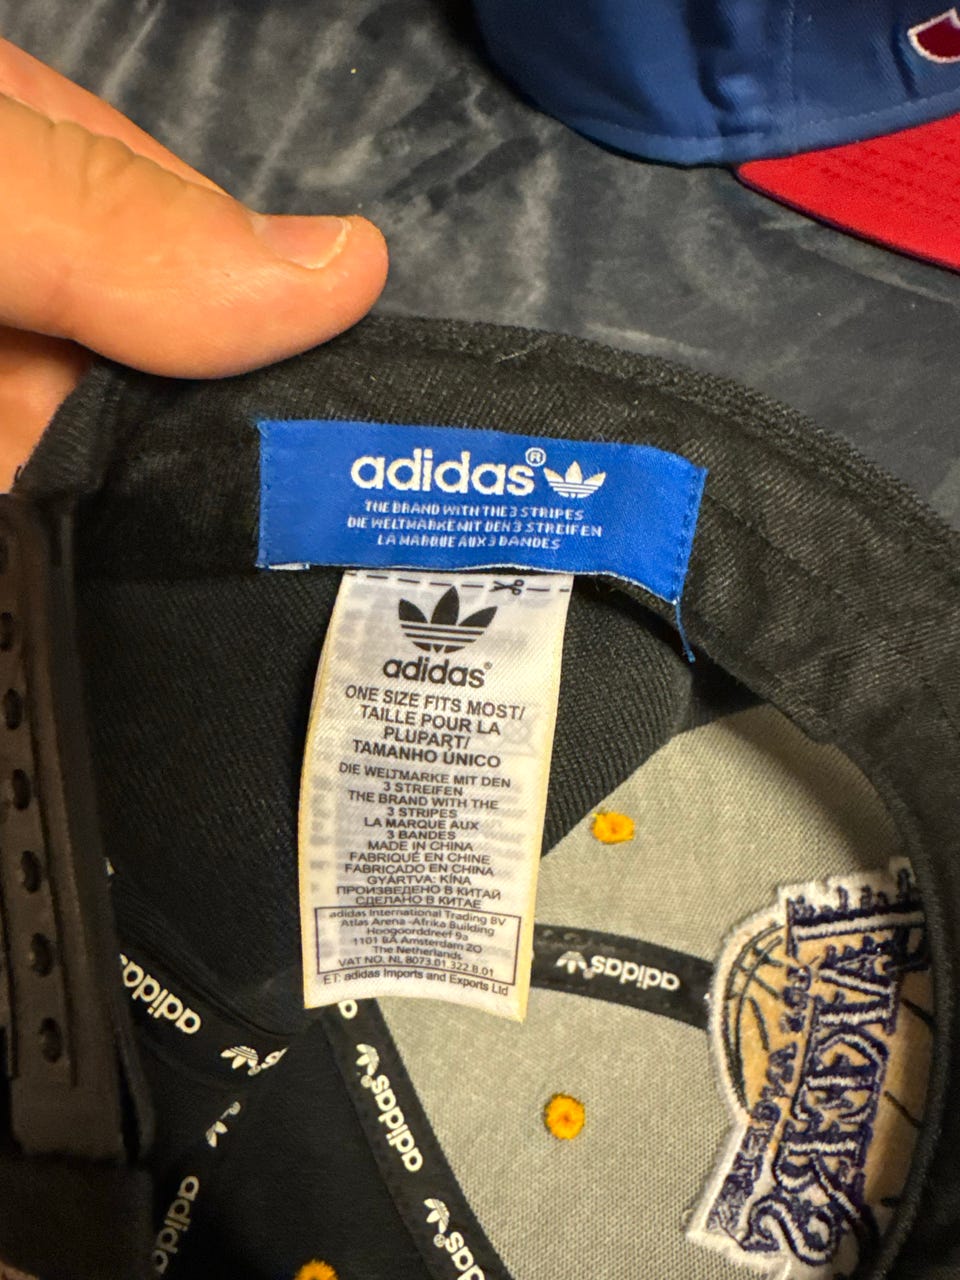 adidas®
THE BRAND WITH THE 3 STRIPES
DIE WELTMARKE MIT DEN 3 STREIFEN
LA MARQUE AUX 3 BANDES
adidas®
ONE SIZE FITS MOST/
TAILLE POUR LA
PLUPART/
TAMANHO ÚNICO
DIE WELTMARKE MIT DEN
3 STREIFEN
THE BRAND WITH THE
3 STRIPES
LA MARQUE AUX
3 BANDES
MADE IN CHINA
FABRIQUÉ EN CHINE
FABRICADO EN CHINA
GYÁRTVA: KÍNA
ПРОИЗВЕДЕНО В КИТАЙ
СДЕЛАНО В КИТАЕ
adidas International Trading BV
Atlas Arena -Afrika Building
Hoogoorddreef 9a
1101 BA Amsterdam ZO
The Netherlands
VAT NO. NL 8073.01.322.B.01
ET: adidas Imports and Exports Ltd
adidas®
adidas
adidas®
adidas
adidas
LAKERS